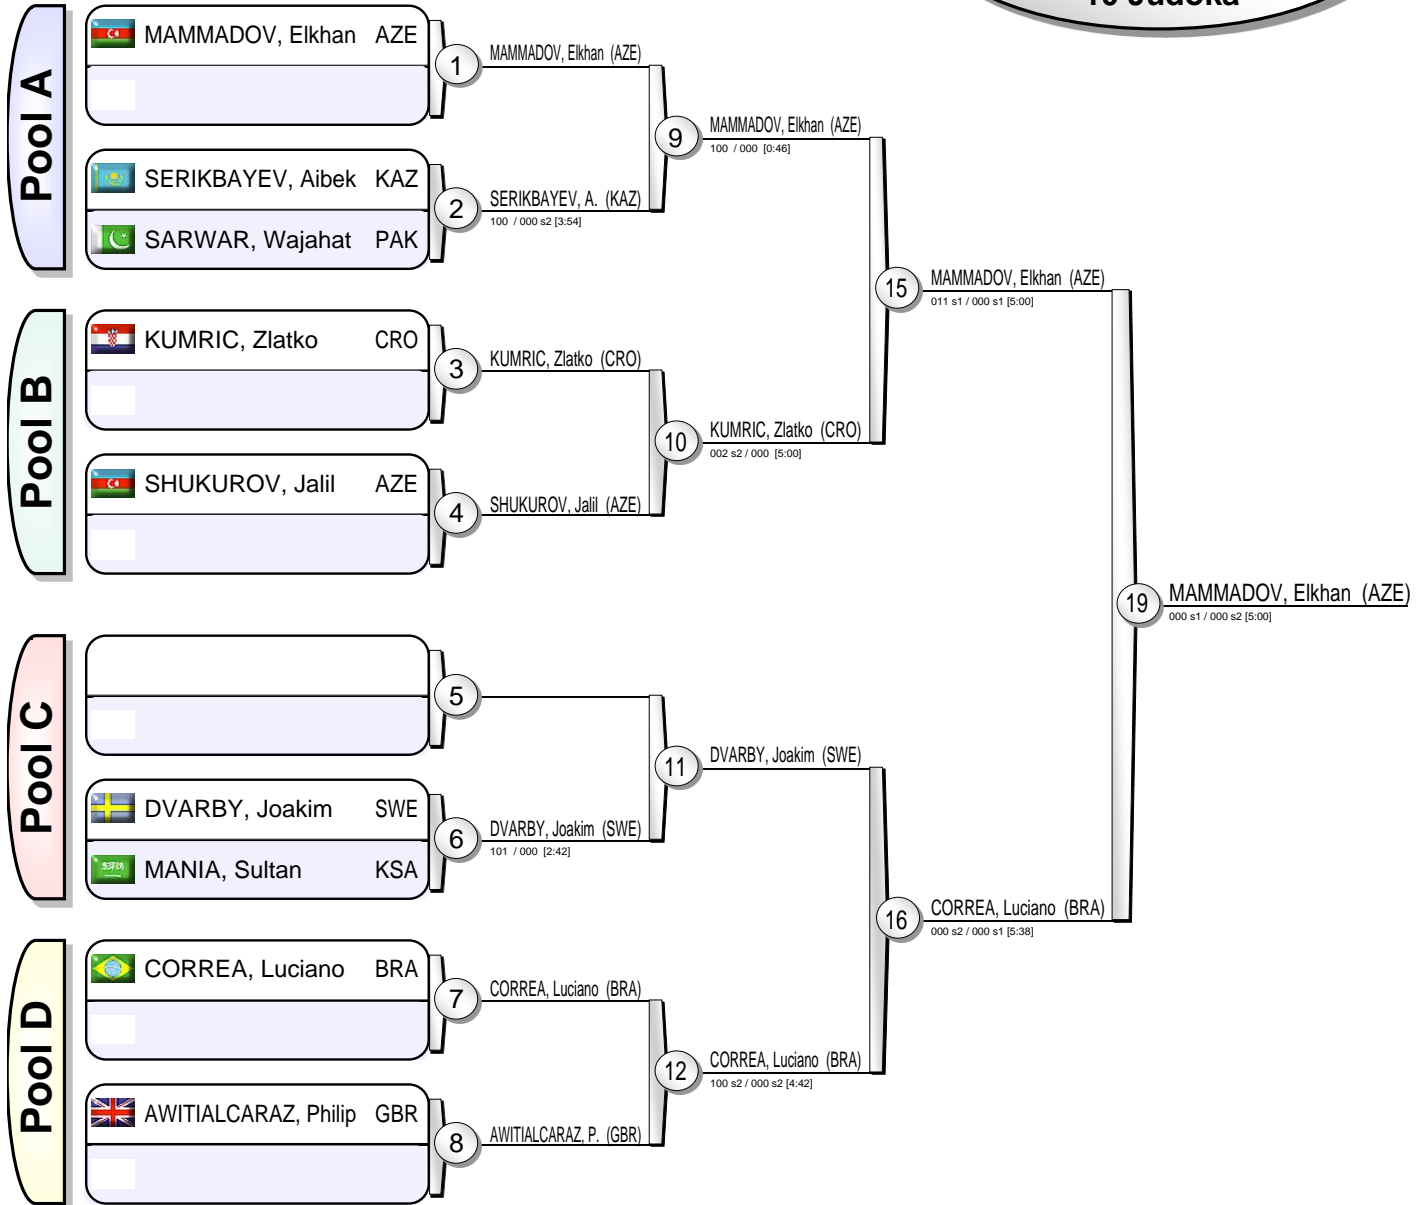 10 Judoka
Pool A
MAMMADOV, Elkhan AZE
1
MAMMADOV, Elkhan (AZE)
SERIKBAYEV, Aibek KAZ
SARWAR, Wajahat PAK
2
SERIKBAYEV, A. (KAZ)
100 / 000 s2 [3:54]
9
MAMMADOV, Elkhan (AZE)
100 / 000 [0:46]
Pool B
KUMRIC, Zlatko CRO
3
KUMRIC, Zlatko (CRO)
SHUKUROV, Jalil AZE
4
SHUKUROV, Jalil (AZE)
10
KUMRIC, Zlatko (CRO)
002 s2 / 000 [5:00]
15
MAMMADOV, Elkhan (AZE)
011 s1 / 000 s1 [5:00]
Pool C
5
DVARBY, Joakim SWE
MANIA, Sultan KSA
6
DVARBY, Joakim (SWE)
101 / 000 [2:42]
11
DVARBY, Joakim (SWE)
Pool D
CORREA, Luciano BRA
7
CORREA, Luciano (BRA)
AWITIALCARAZ, Philip GBR
8
AWITIALCARAZ, P. (GBR)
12
CORREA, Luciano (BRA)
100 s2 / 000 s2 [4:42]
16
CORREA, Luciano (BRA)
000 s2 / 000 s1 [5:38]
19
MAMMADOV, Elkhan (AZE)
000 s1 / 000 s2 [5:00]